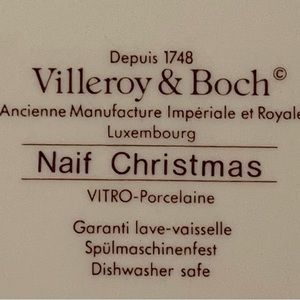 Depuis 1748
Villeroy & Boch©
Ancienne Manufacture Impériale et Royale
Luxembourg
Naif Christmas
VITRO-Porcelaine
Garanti lave-vaisselle
Spülmaschinenfest
Dishwasher safe